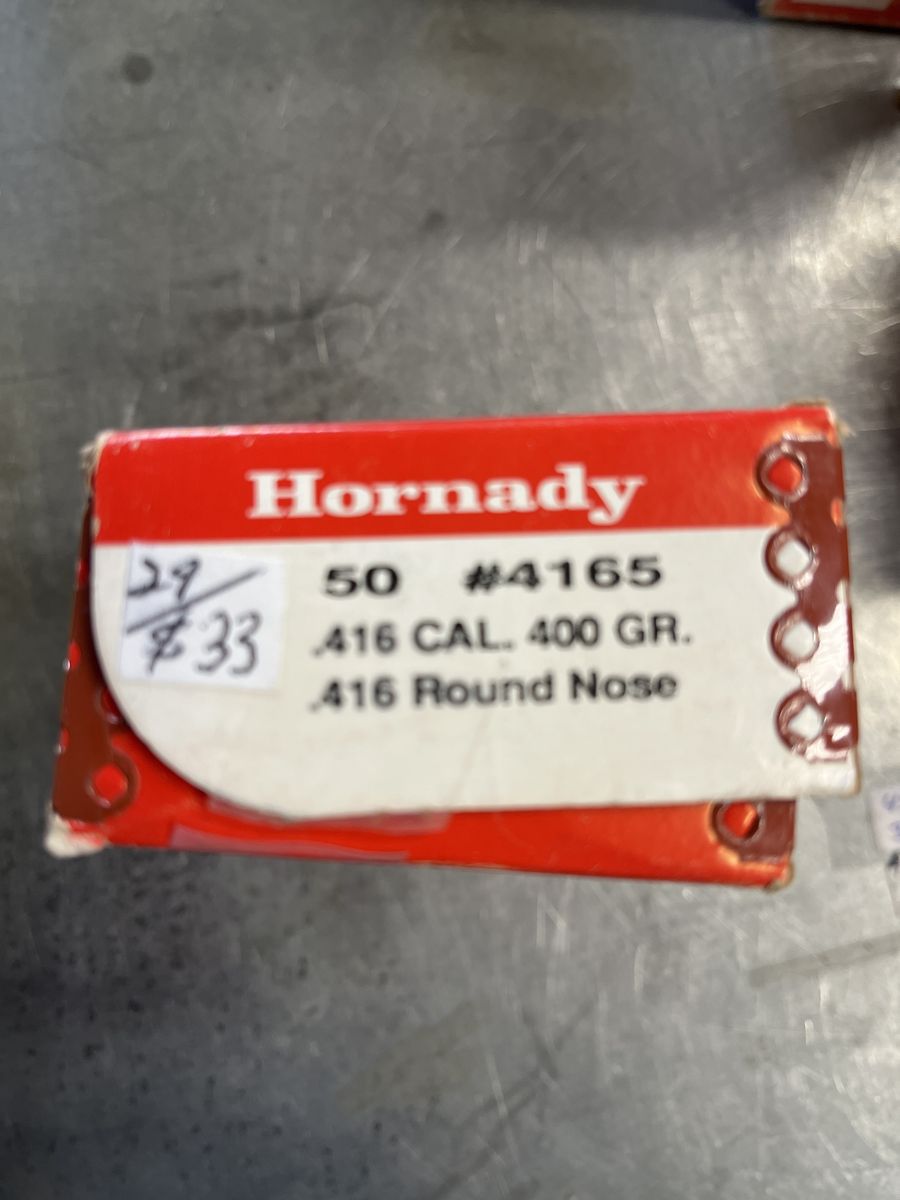 Hornady
50 #4165
.416 CAL. 400 GR.
.416 Round Nose
29/
$33